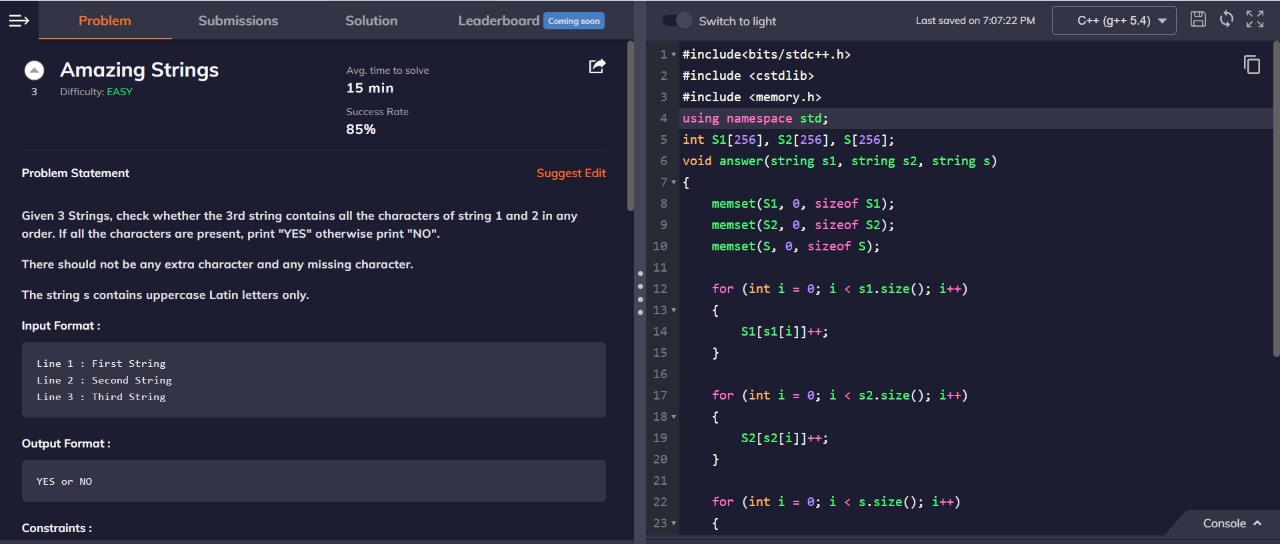 Problem
Submissions
Solution
Leaderboard Coming soon
Amazing Strings
3
Difficulty: EASY
Avg. time to solve
15 min
Success Rate
85%
Problem Statement
Suggest Edit
Given 3 Strings, check whether the 3rd string contains all the characters of string 1 and 2 in any
order. If all the characters are present, print "YES" otherwise print "NO".
There should not be any extra character and any missing character.
The string s contains uppercase Latin letters only.
Input Format :
Line 1 : First String
Line 2 : Second String
Line 3 : Third String
Output Format :
YES or NO
Constraints :
Switch to light
Last saved on 7:07:22 PM
C++ (g++ 5.4)
1 #include<bits/stdc++.h>
2 #include <cstdlib>
3 #include <memory.h>
4 using namespace std;
5 int S1[256], S2[256], S[256];
6 void answer(string s1, string s2, string s)
7 {
8 memset(S1, 0, sizeof S1);
9 memset(S2, 0, sizeof S2);
10 memset(S, 0, sizeof S);
11
12 for (int i = 0; i < s1.size(); i++)
13 {
14 S1[s1[i]]++;
15 }
16
17 for (int i = 0; i < s2.size(); i++)
18 {
19 S2[s2[i]]++;
20 }
21
22 for (int i = 0; i < s.size(); i++)
23 {
Console